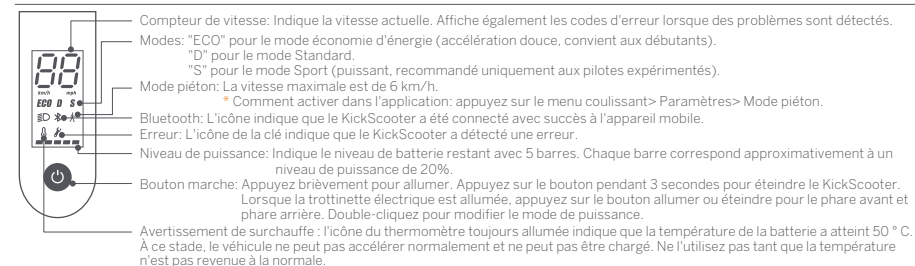 Compteur de vitesse: Indique la vitesse actuelle. Affiche également les codes d'erreur lorsque des problèmes sont détectés.
Modes: "ECO" pour le mode économie d'énergie (accélération douce, convient aux débutants).
"D" pour le mode Standard.
"S" pour le mode Sport (puissant, recommandé uniquement aux pilotes expérimentés).
Mode piéton: La vitesse maximale est de 6 km/h.
* Comment activer dans l'application: appuyez sur le menu coulissant> Paramètres> Mode piéton.
Bluetooth: L'icône indique que le KickScooter a été connecté avec succès à l'appareil mobile.
Erreur: L'icône de la clé indique que le KickScooter a détecté une erreur.
Niveau de puissance: Indique le niveau de batterie restant avec 5 barres. Chaque barre correspond approximativement à un
niveau de puissance de 20%.
Bouton marche: Appuyez brièvement pour allumer. Appuyez sur le bouton pendant 3 secondes pour éteindre le KickScooter.
Lorsque la trottinette électrique est allumée, appuyez sur le bouton allumer ou éteindre pour le phare avant et
phare arrière. Double-cliquez pour modifier le mode de puissance.
Avertissement de surchauffe : l'icône du thermomètre toujours allumée indique que la température de la batterie a atteint 50 ° C.
À ce stade, le véhicule ne peut pas accélérer normalement et ne peut pas être chargé. Ne l'utilisez pas tant que la température
n'est pas revenue à la normale.
88
km/h mph
ECO D S